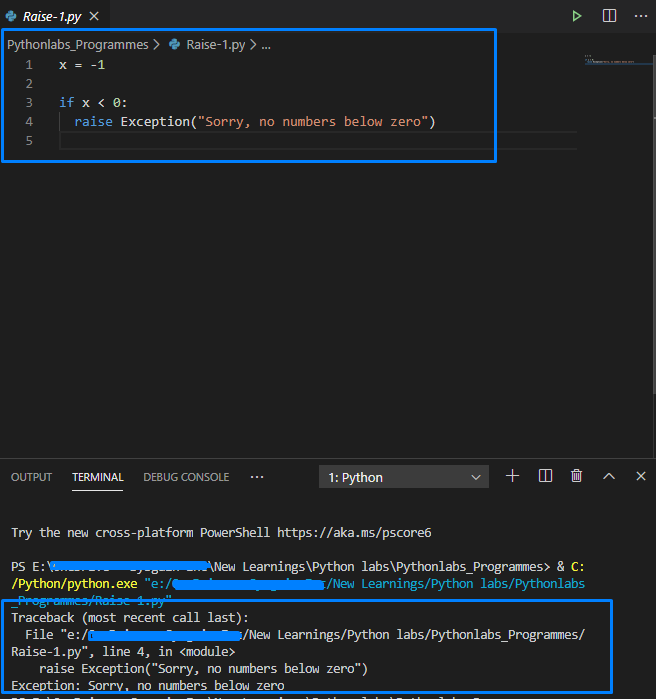 Raise-1.py
Pythonlabs_Programmes > Raise-1.py > ...
1 x = -1
2
3 if x < 0:
4 raise Exception("Sorry, no numbers below zero")
5
OUTPUT TERMINAL DEBUG CONSOLE ... 1: Python
Try the new cross-platform PowerShell https://aka.ms/pscore6
PS E:\ \New Learnings\Python labs\Pythonlabs_Programmes> & C:
/Python/python.exe "e:/ /New Learnings/Python labs/Pythonlabs
_Programmes/Raise-1.py"
Traceback (most recent call last):
File "e:/ /New Learnings/Python labs/Pythonlabs_Programmes/
Raise-1.py", line 4, in <module>
raise Exception("Sorry, no numbers below zero")
Exception: Sorry, no numbers below zero